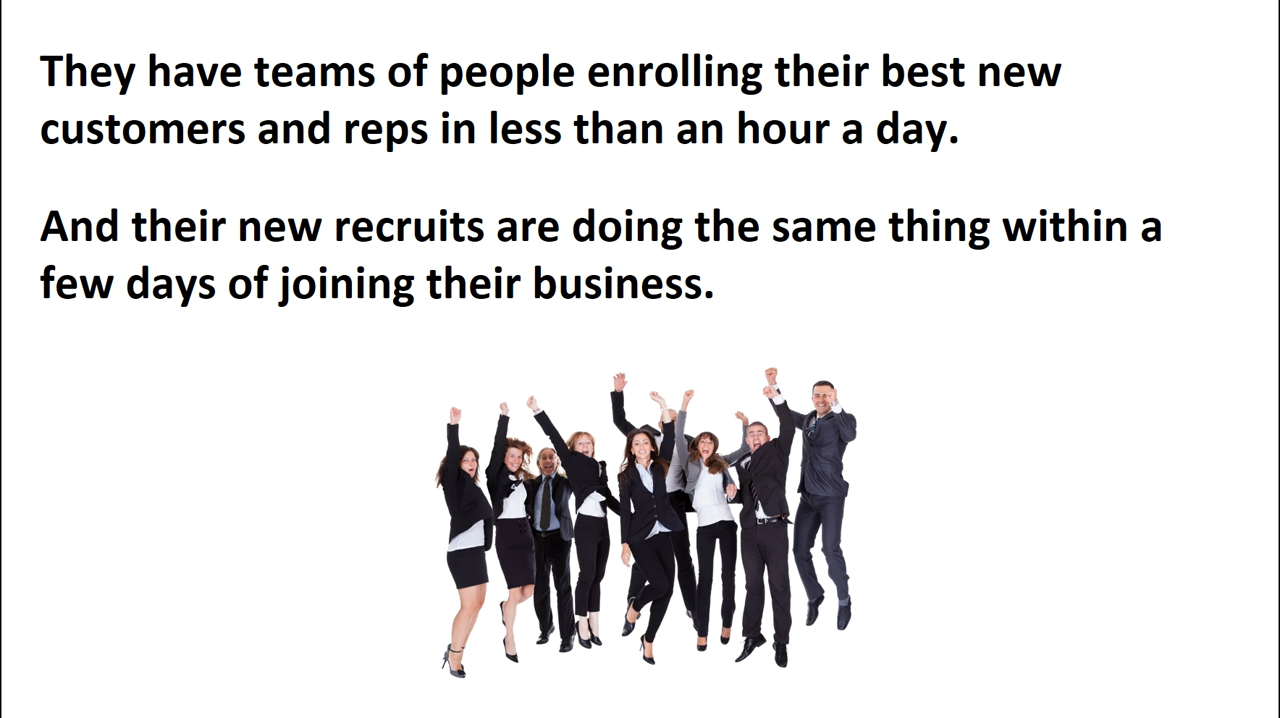 They have teams of people enrolling their best new
customers and reps in less than an hour a day.
And their new recruits are doing the same thing within a
few days of joining their business.